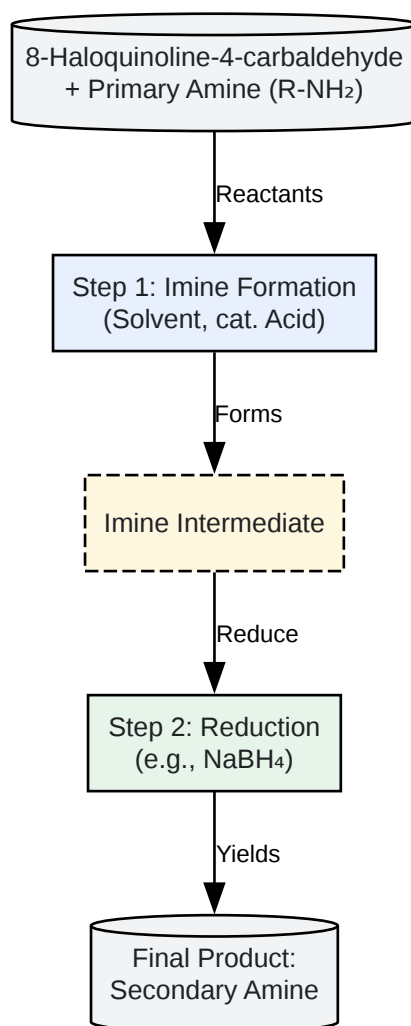 8-Haloquinoline-4-carbaldehyde
+ Primary Amine (R-NH₂)
Reactants
Step 1: Imine Formation
(Solvent, cat. Acid)
Forms
Imine Intermediate
Reduce
Step 2: Reduction
(e.g., NaBH₄)
Yields
Final Product:
Secondary Amine